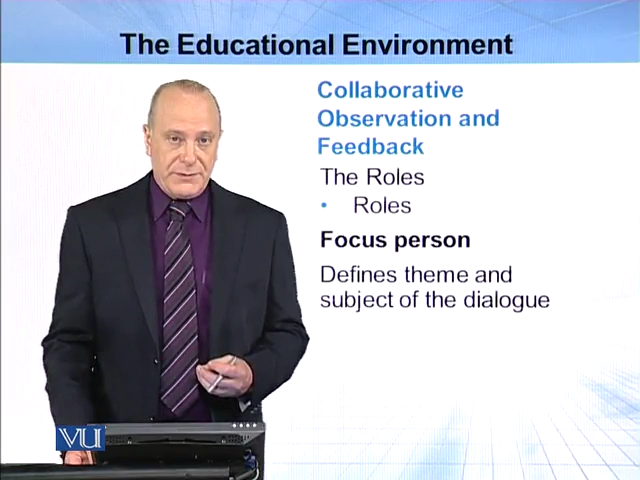 The Educational Environment
Collaborative
Observation and
Feedback
The Roles
• Roles
Focus person
Defines theme and
subject of the dialogue
VU